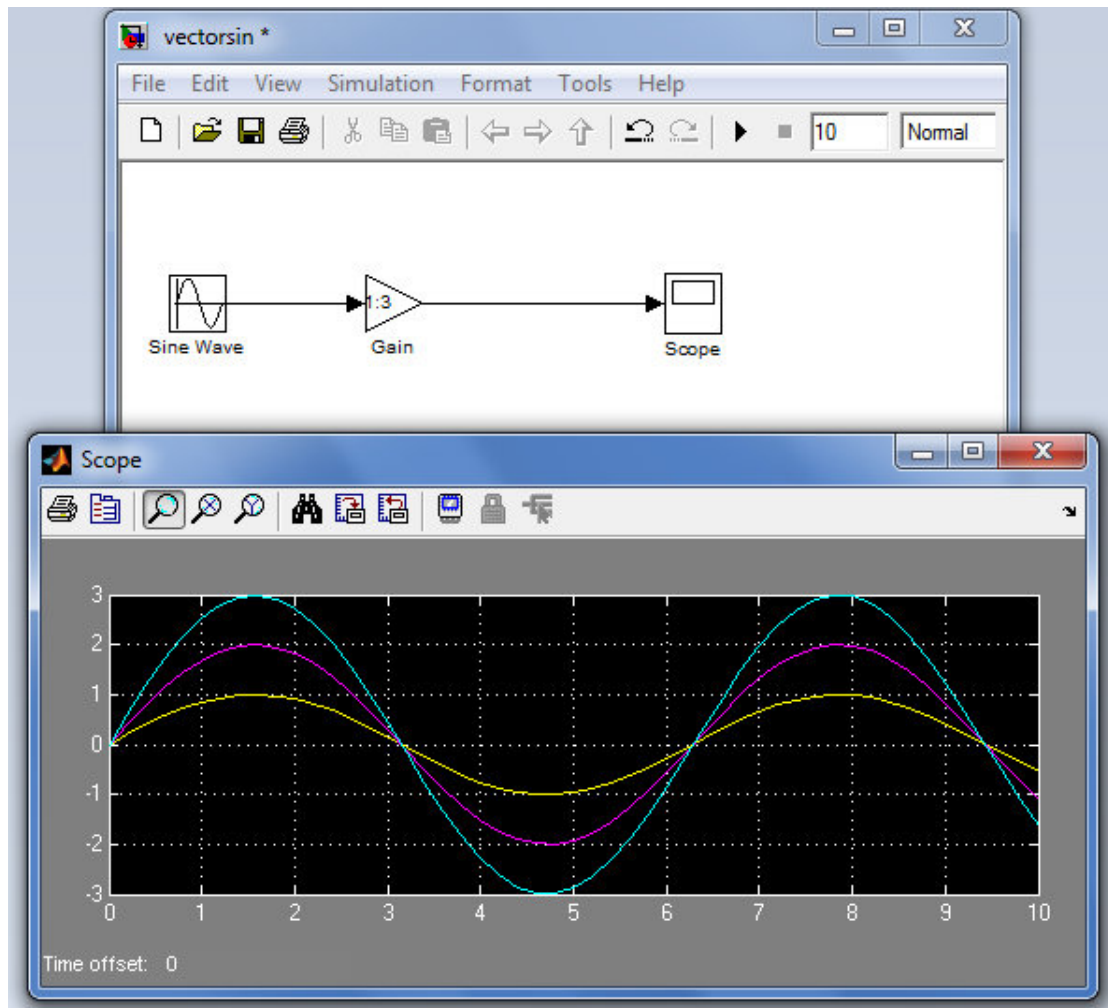 vectorsin *
File Edit View Simulation Format Tools Help
10 Normal
1:3
Sine Wave Gain Scope
Scope
3
2
1
0
-1
-2
-3
0 1 2 3 4 5 6 7 8 9 10
Time offset: 0